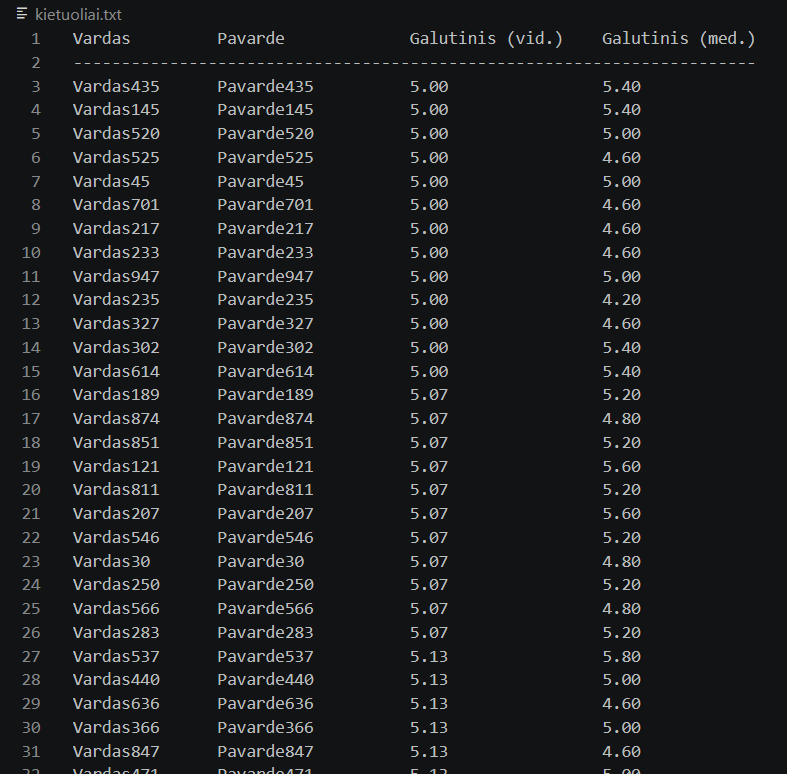 kietuoliai.txt
1 Vardas Pavarde Galutinis (vid.) Galutinis (med.)
2 -----------------------------------------------------------------------
3 Vardas435 Pavarde435 5.00 5.40
4 Vardas145 Pavarde145 5.00 5.40
5 Vardas520 Pavarde520 5.00 5.00
6 Vardas525 Pavarde525 5.00 4.60
7 Vardas45 Pavarde45 5.00 5.00
8 Vardas701 Pavarde701 5.00 4.60
9 Vardas217 Pavarde217 5.00 4.60
10 Vardas233 Pavarde233 5.00 4.60
11 Vardas947 Pavarde947 5.00 5.00
12 Vardas235 Pavarde235 5.00 4.20
13 Vardas327 Pavarde327 5.00 4.60
14 Vardas302 Pavarde302 5.00 5.40
15 Vardas614 Pavarde614 5.00 5.40
16 Vardas189 Pavarde189 5.07 5.20
17 Vardas874 Pavarde874 5.07 4.80
18 Vardas851 Pavarde851 5.07 5.20
19 Vardas121 Pavarde121 5.07 5.60
20 Vardas811 Pavarde811 5.07 5.20
21 Vardas207 Pavarde207 5.07 5.60
22 Vardas546 Pavarde546 5.07 5.20
23 Vardas30 Pavarde30 5.07 4.80
24 Vardas250 Pavarde250 5.07 5.20
25 Vardas566 Pavarde566 5.07 4.80
26 Vardas283 Pavarde283 5.07 5.20
27 Vardas537 Pavarde537 5.13 5.80
28 Vardas440 Pavarde440 5.13 5.00
29 Vardas636 Pavarde636 5.13 4.60
30 Vardas366 Pavarde366 5.13 5.00
31 Vardas847 Pavarde847 5.13 4.60
32 Vardas471 Pavarde471 5.13 5.00